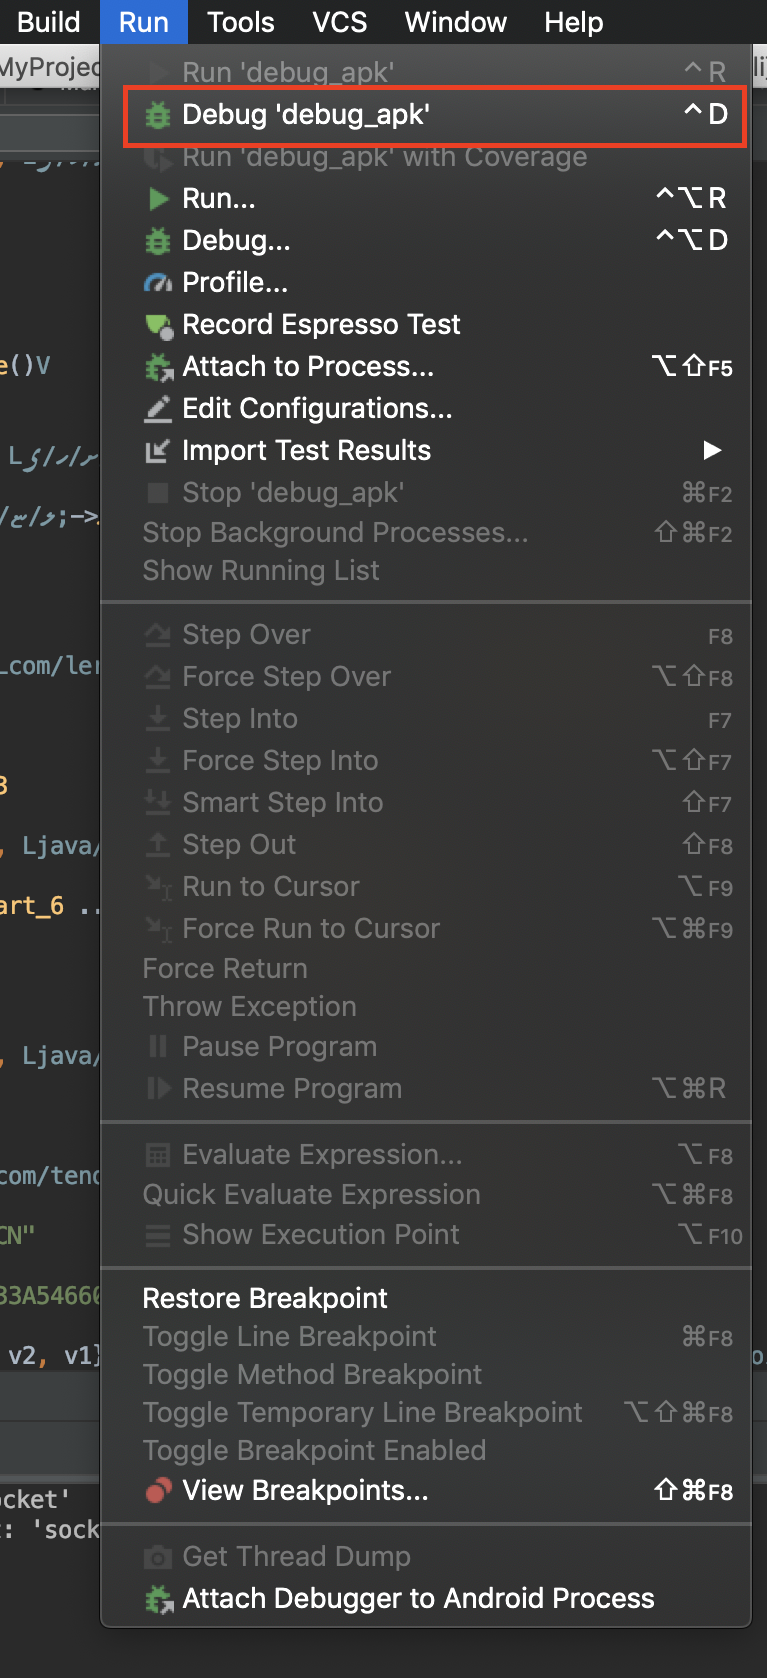 Build Run Tools VCS Window Help
MyProjec
Run 'debug_apk' ^ R
Debug 'debug_apk' ^ D
Run 'debug_apk' with Coverage
Run... ^⌥R
Debug... ^⌥D
Profile...
Record Espresso Test
e()V
Attach to Process... ⌥⇧F5
Edit Configurations...
Import Test Results ▶
Stop 'debug_apk' ⌘F2
;->
Stop Background Processes... ⇧⌘F2
Show Running List
Step Over F8
Lcom/ler
Force Step Over ⌥⇧F8
Step Into F7
Force Step Into ⌥⇧F7
3
Smart Step Into ⇧F7
, Ljava/
Step Out ⇧F8
Run to Cursor ⌥F9
art_6 ..
Force Run to Cursor ⌥⌘F9
Force Return
Throw Exception
, Ljava/
Pause Program
Resume Program ⌥⌘R
Evaluate Expression... ⌥F8
com/tend
Quick Evaluate Expression ⌥⌘F8
CN"
Show Execution Point ⌥F10
33A54660
Restore Breakpoint
Toggle Line Breakpoint ⌘F8
v2, v1}
Toggle Method Breakpoint
Toggle Temporary Line Breakpoint ⌥⇧⌘F8
Toggle Breakpoint Enabled
View Breakpoints... ⇧⌘F8
ocket'
: 'sock
Get Thread Dump
Attach Debugger to Android Process